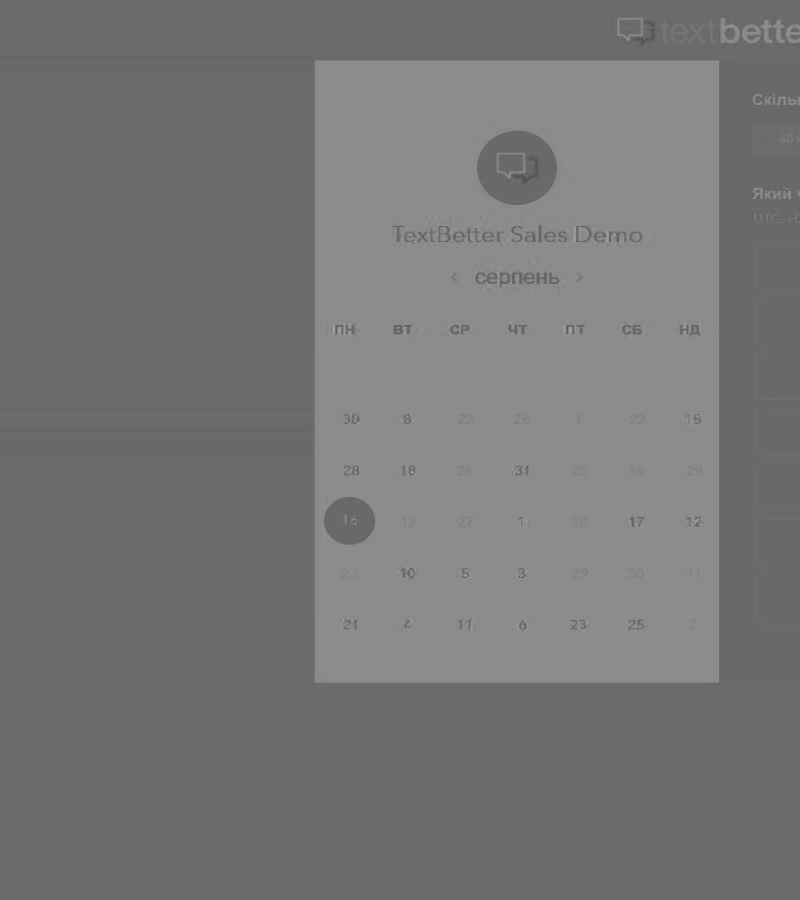 textbette
TextBetter Sales Demo
< серпень >
ПН ВТ СР ЧТ ПТ СБ НД
30 8 22 26 1 22 15
28 18 26 31 22 16 29
16 12 27 1 20 17 12
23 10 5 3 29 30 11
21 4 11 6 23 25 2
Скільк
40
Який ч
UTC